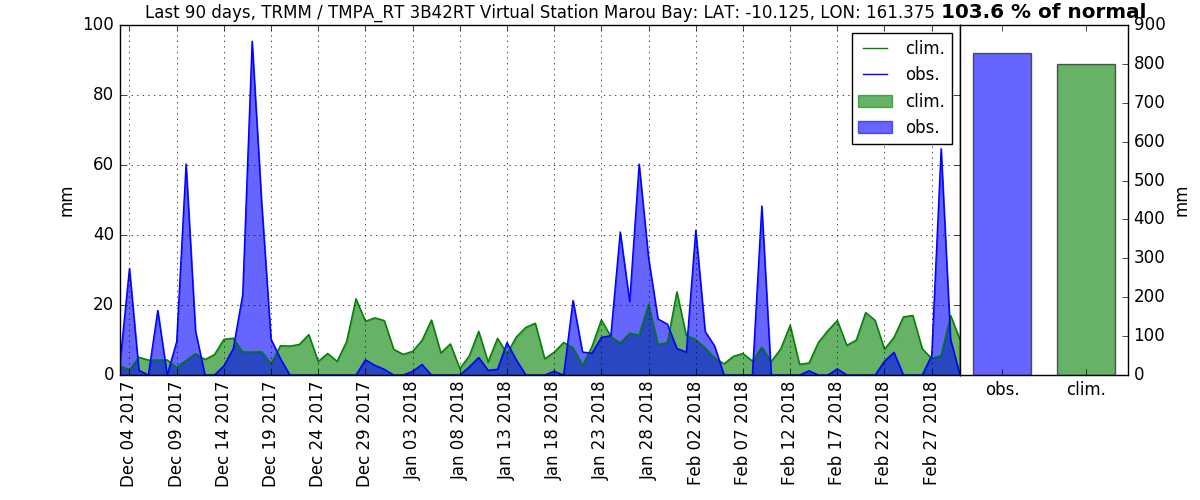 Last 90 days, TRMM / TMPA_RT 3B42RT Virtual Station Marou Bay: LAT: -10.125, LON: 161.375 103.6 % of normal
100
80
60
40
20
0
mm
clim.
obs.
clim.
obs.
900
800
700
600
500
400
300
200
100
0
mm
Dec 04 2017
Dec 09 2017
Dec 14 2017
Dec 19 2017
Dec 24 2017
Dec 29 2017
Jan 03 2018
Jan 08 2018
Jan 13 2018
Jan 18 2018
Jan 23 2018
Jan 28 2018
Feb 02 2018
Feb 07 2018
Feb 12 2018
Feb 17 2018
Feb 22 2018
Feb 27 2018
obs.
clim.